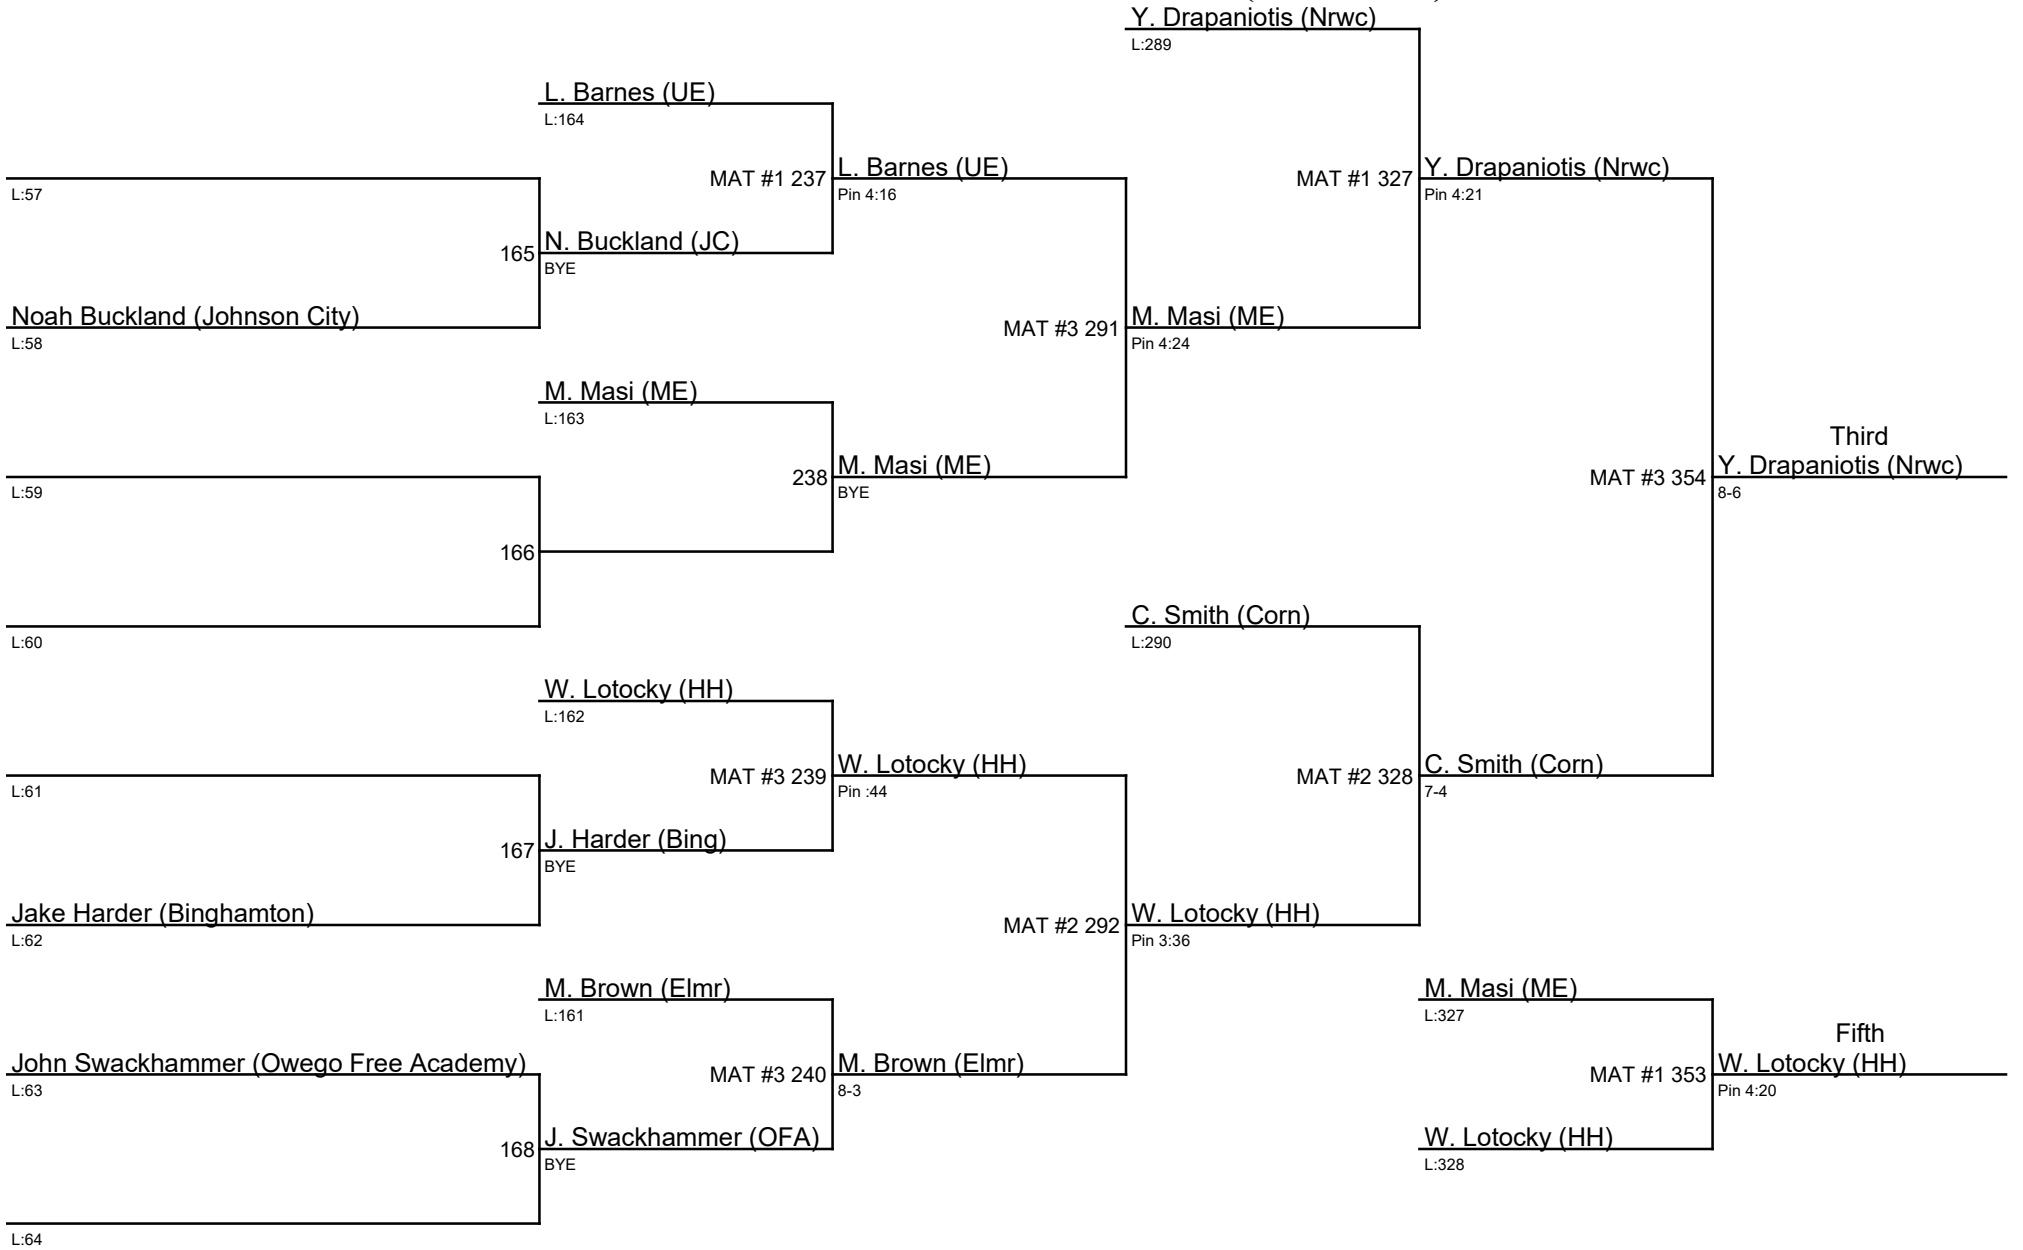 Y. Drapaniotis (Nrwc)
L:289
L. Barnes (UE)
L:164
L:57
MAT #1 237
L. Barnes (UE)
Pin 4:16
MAT #1 327
Y. Drapaniotis (Nrwc)
Pin 4:21
165
N. Buckland (JC)
BYE
Noah Buckland (Johnson City)
L:58
MAT #3 291
M. Masi (ME)
Pin 4:24
M. Masi (ME)
L:163
Third
L:59
238
M. Masi (ME)
BYE
MAT #3 354
Y. Drapaniotis (Nrwc)
8-6
166
L:60
C. Smith (Corn)
L:290
W. Lotocky (HH)
L:162
L:61
MAT #3 239
W. Lotocky (HH)
Pin :44
MAT #2 328
C. Smith (Corn)
7-4
167
J. Harder (Bing)
BYE
Jake Harder (Binghamton)
L:62
MAT #2 292
W. Lotocky (HH)
Pin 3:36
M. Brown (Elmr)
L:161
M. Masi (ME)
L:327
Fifth
John Swackhammer (Owego Free Academy)
L:63
MAT #3 240
M. Brown (Elmr)
8-3
MAT #1 353
W. Lotocky (HH)
Pin 4:20
168
J. Swackhammer (OFA)
BYE
W. Lotocky (HH)
L:328
L:64